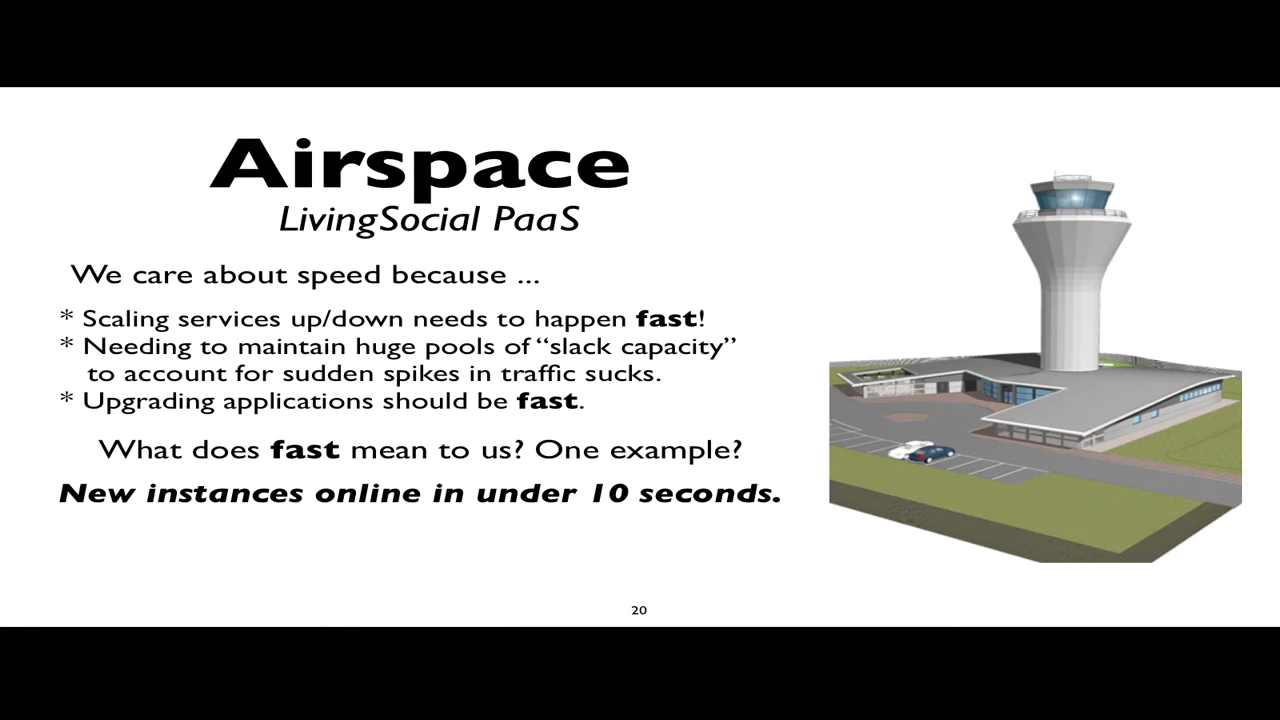 Airspace
LivingSocial PaaS
We care about speed because ...
* Scaling services up/down needs to happen fast!
* Needing to maintain huge pools of “slack capacity”
to account for sudden spikes in traffic sucks.
* Upgrading applications should be fast.
What does fast mean to us? One example?
New instances online in under 10 seconds.
20